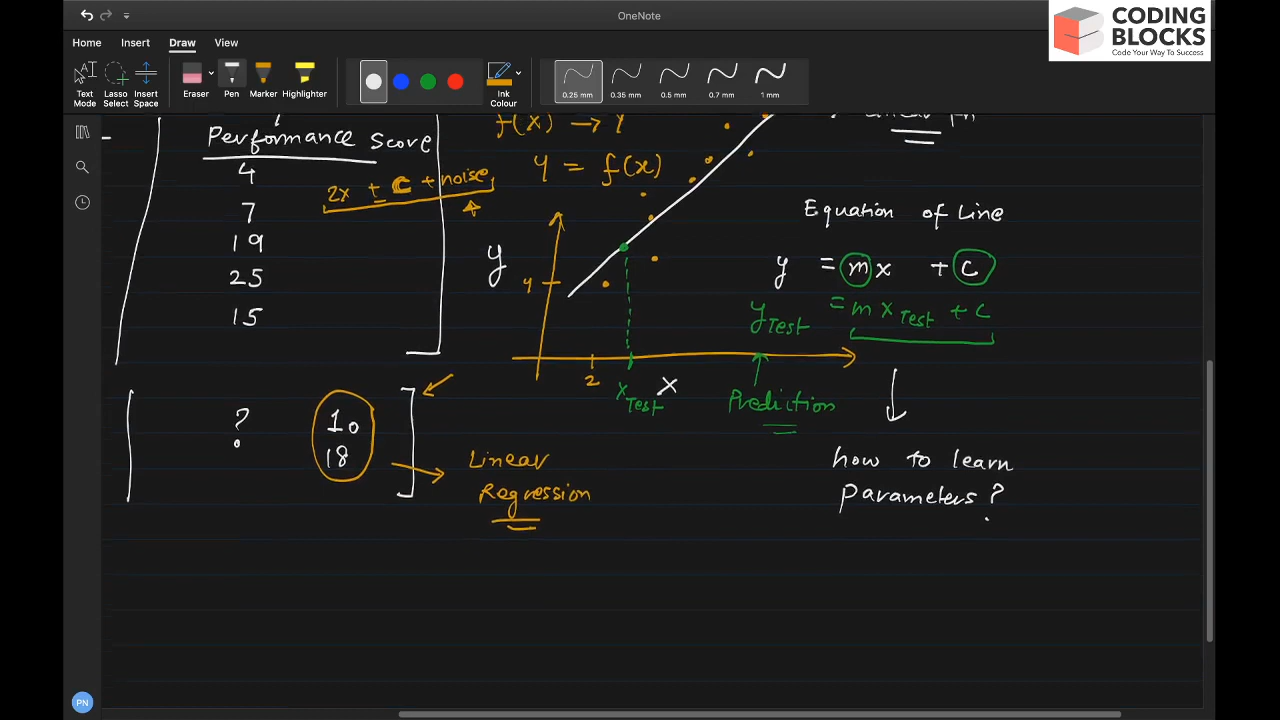 OneNote
Home Insert Draw View
CODING
BLOCKS
Code Your Way To Success
Text
Mode
Lasso
Select
Insert
Space
Eraser
Pen
Marker
Highlighter
Ink
Colour
0.25 mm
0.35 mm
0.5 mm
0.7 mm
1 mm
Performance Score
4
7
19
25
15
f(x) → Y
y = f(x)
2x ± C + noise
y
4
2
x Test
X
Equation of Line
y = mx + c
y Test = m x Test + c
Prediction
how to learn
parameters?
?
10
18
Linear
Regression
PN